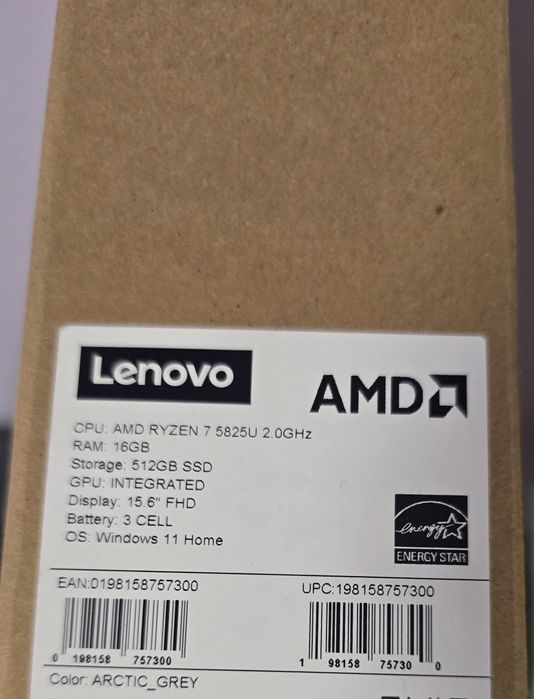 Lenovo
AMD
CPU: AMD RYZEN 7 5825U 2.0GHz
RAM: 16GB
Storage: 512GB SSD
GPU: INTEGRATED
Display: 15.6" FHD
Battery: 3 CELL
OS: Windows 11 Home
energy
ENERGY STAR
EAN:0198158757300
UPC:198158757300
0 198158 757300
1 98158 75730 0
Color: ARCTIC_GREY